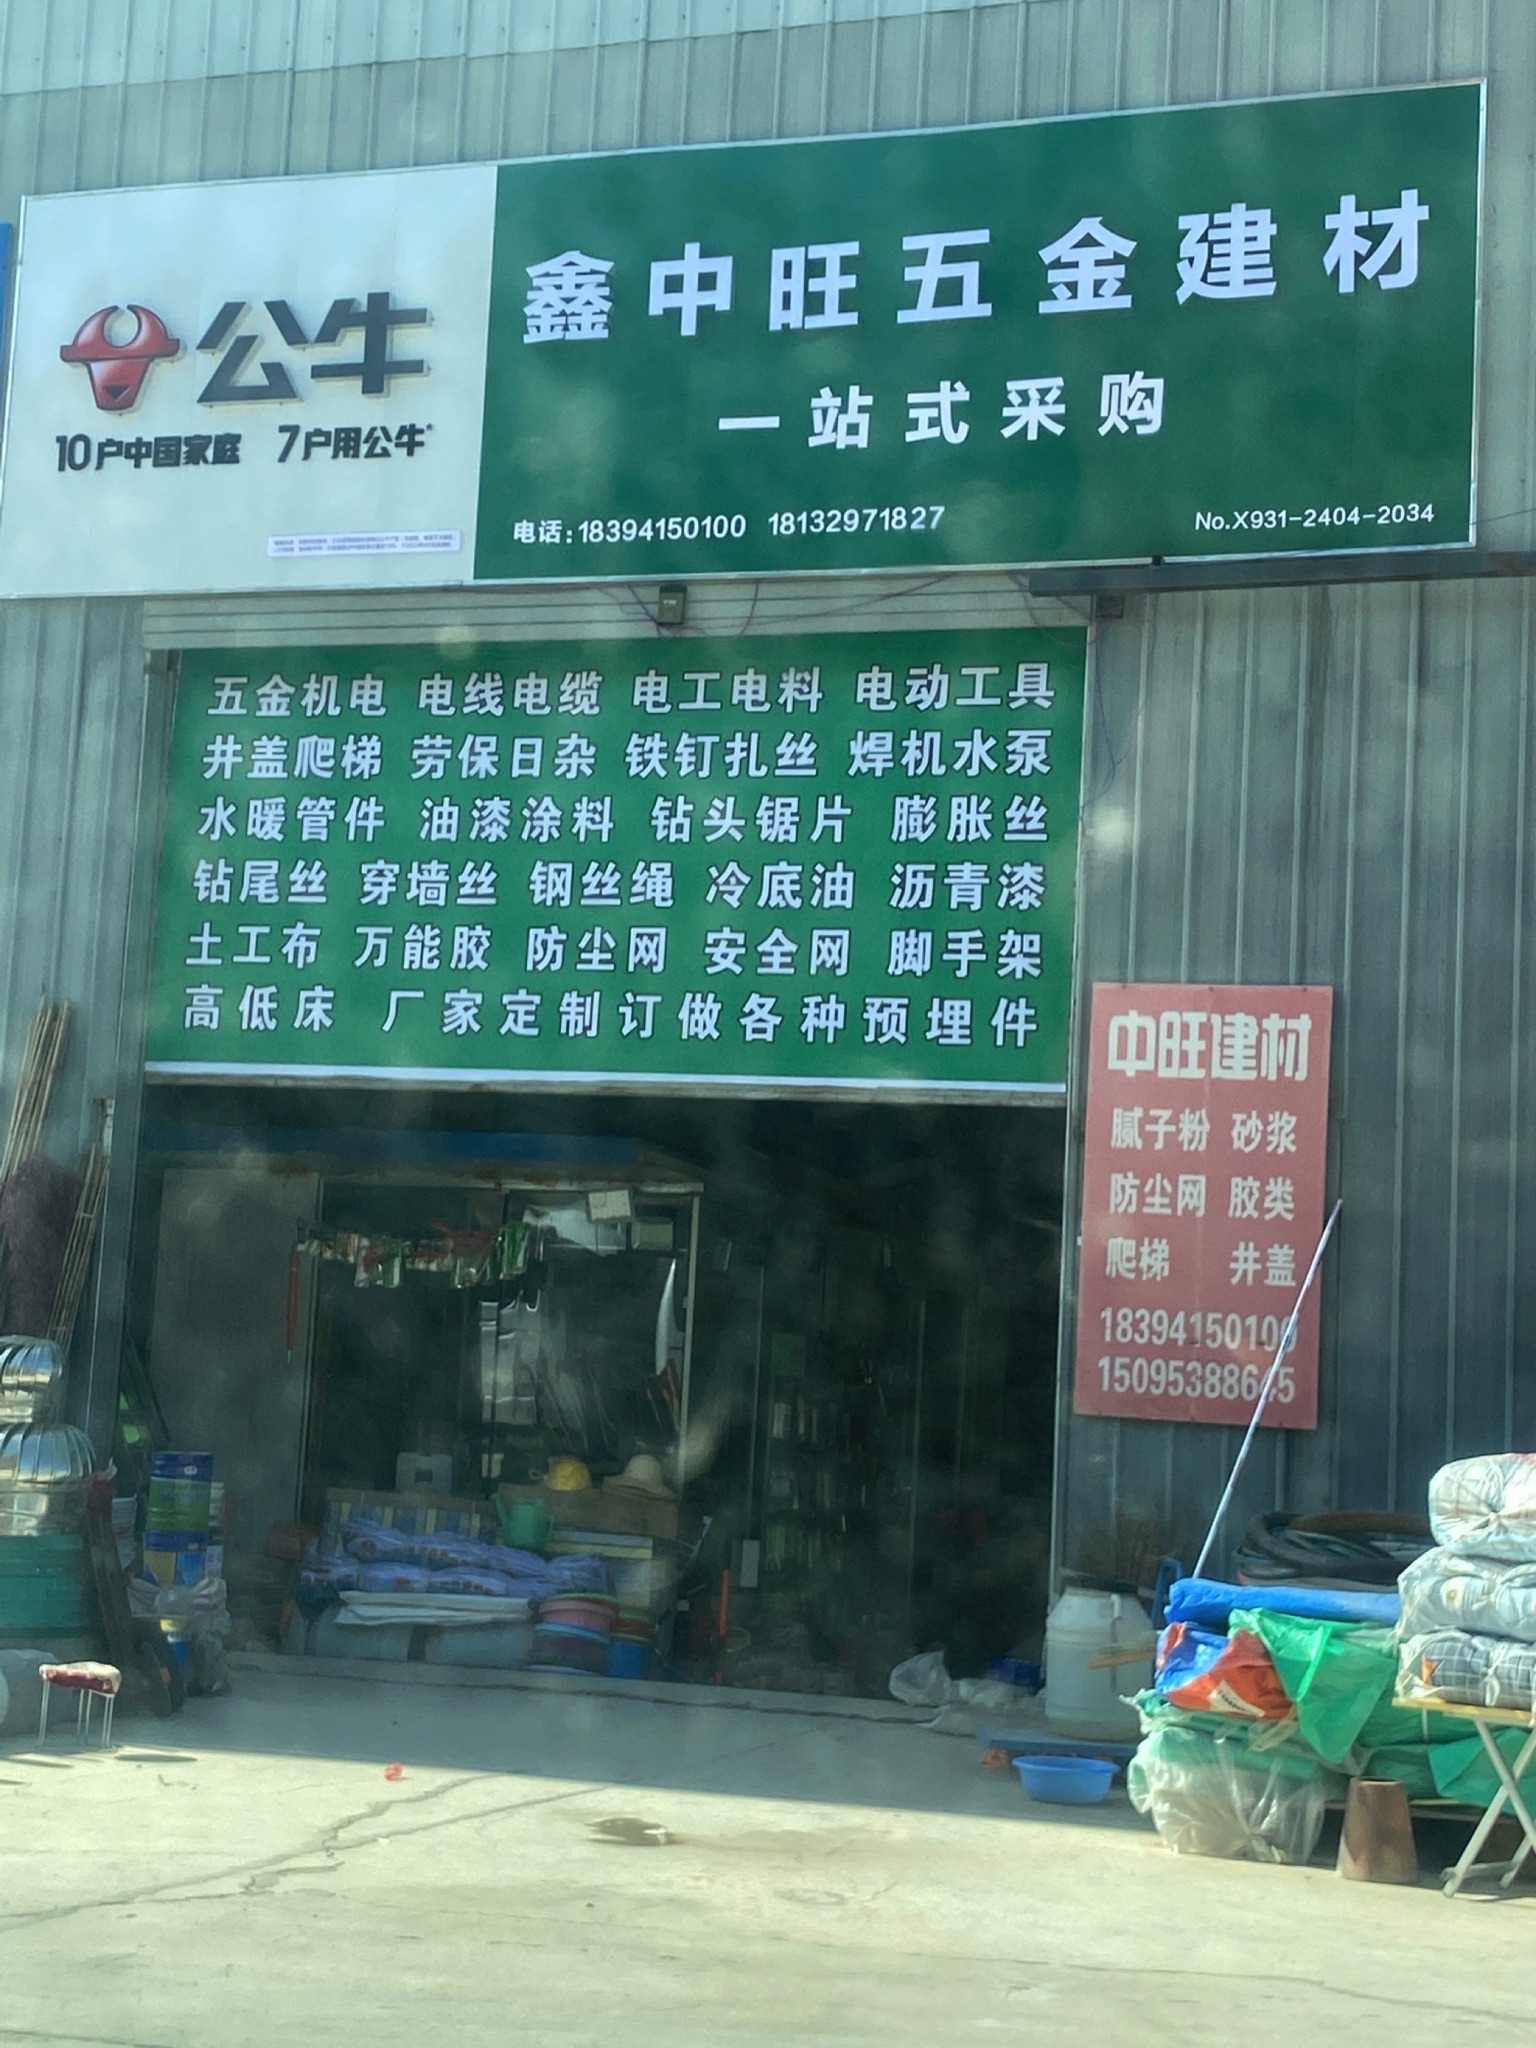 公牛
10户中国家庭 7户用公牛*
鑫中旺五金建材
一站式采购
电话:18394150100 18132971827
No.X931-2404-2034
五金机电 电线电缆 电工电料 电动工具
井盖爬梯 劳保日杂 铁钉扎丝 焊机水泵
水暖管件 油漆涂料 钻头锯片 膨胀丝
钻尾丝 穿墙丝 钢丝绳 冷底油 沥青漆
土工布 万能胶 防尘网 安全网 脚手架
高低床 厂家定制订做各种预埋件
中旺建材
腻子粉 砂浆
防尘网 胶类
爬梯 井盖
18394150100